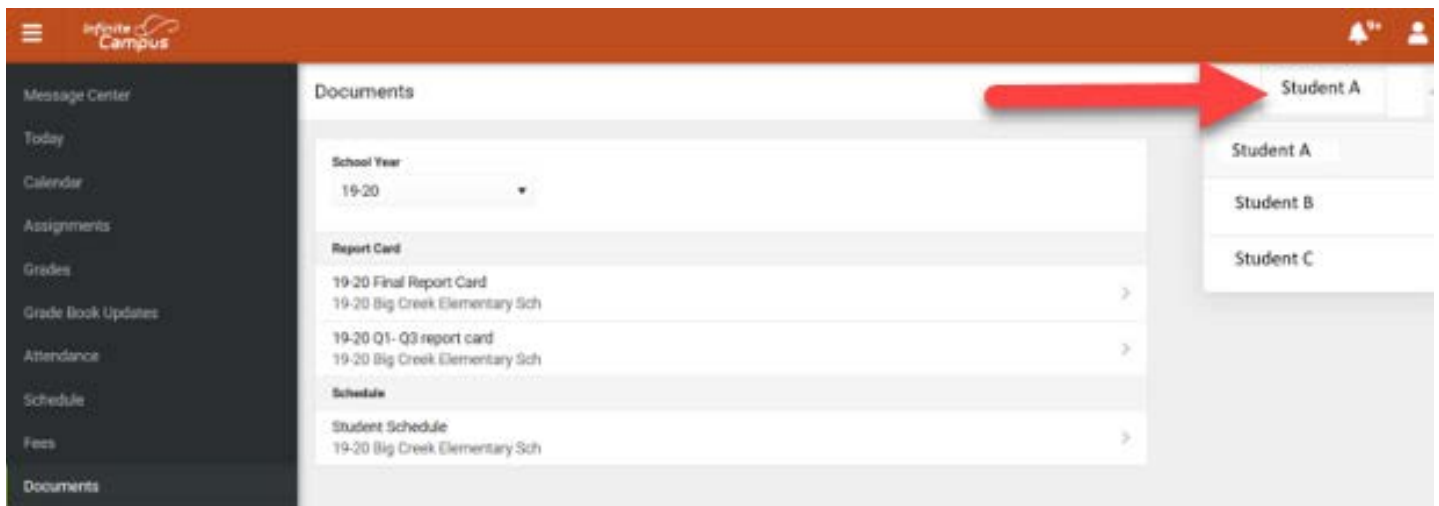 Infinite
Campus
9+
Message Center
Today
Calendar
Assignments
Grades
Grade Book Updates
Attendance
Schedule
Fees
Documents
Documents
School Year
19-20
Report Card
19-20 Final Report Card
19-20 Big Creek Elementary Sch
19-20 Q1- Q3 report card
19-20 Big Creek Elementary Sch
Schedule
Student Schedule
19-20 Big Creek Elementary Sch
Student A
Student A
Student B
Student C